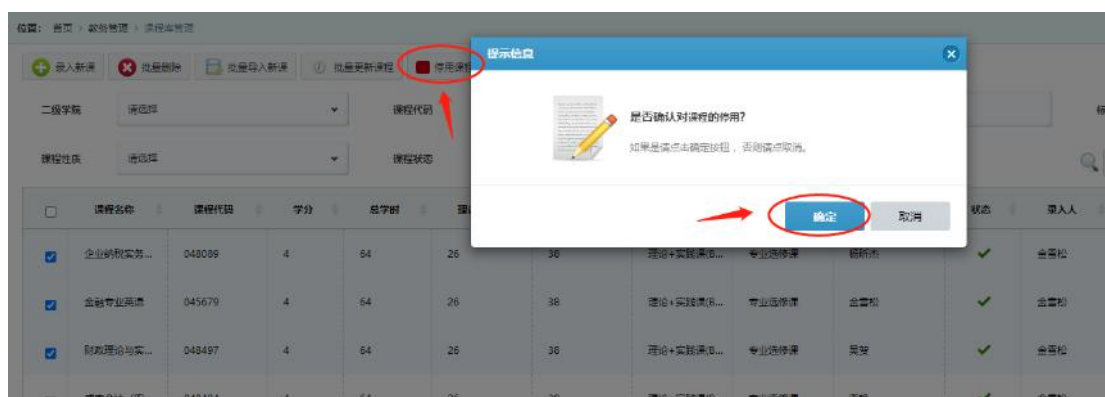 位置： 首页 › 教务管理 › 课程库管理
录入新课 批量删除 批量导入新课 批量更新课程 停用课程
提示信息
是否确认对课程的停用?
如果是请点击确定按钮，否则请点取消。
确定 取消
二级学院 请选择 课程代码
课程性质 请选择 课程状态
课程名称 课程代码 学分 总学时 状态 录入人
企业纳税实务... 048089 4 64 26 38 理论+实践课(B... 专业选修课 ✓ 金雪松
金融专业英语 045679 4 64 26 38 理论+实践课(B... 专业选修课 金雪松 ✓ 金雪松
财政理论与实... 048497 4 64 26 38 理论+实践课(B... 专业选修课 ✓ 金雪松